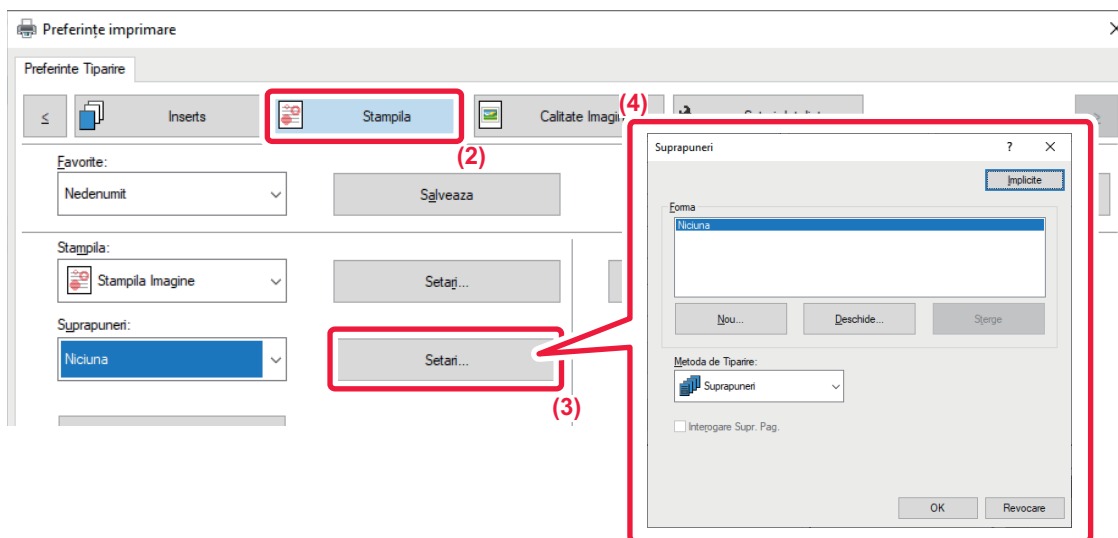 Preferințe imprimare
Preferinte Tiparire
< Inserts Stampila Calitate Imagin
(4)
(2)
Favorite:
Nedenumit Salveaza
Stampila:
Stampila Imagine Setari...
Suprapuneri:
Niciuna Setari...
(3)
Suprapuneri ? X
Implicite
Forma
Niciuna
Nou... Deschide... Sterge
Metoda de Tiparire:
Suprapuneri
Interogare Supr. Pag.
OK Revocare